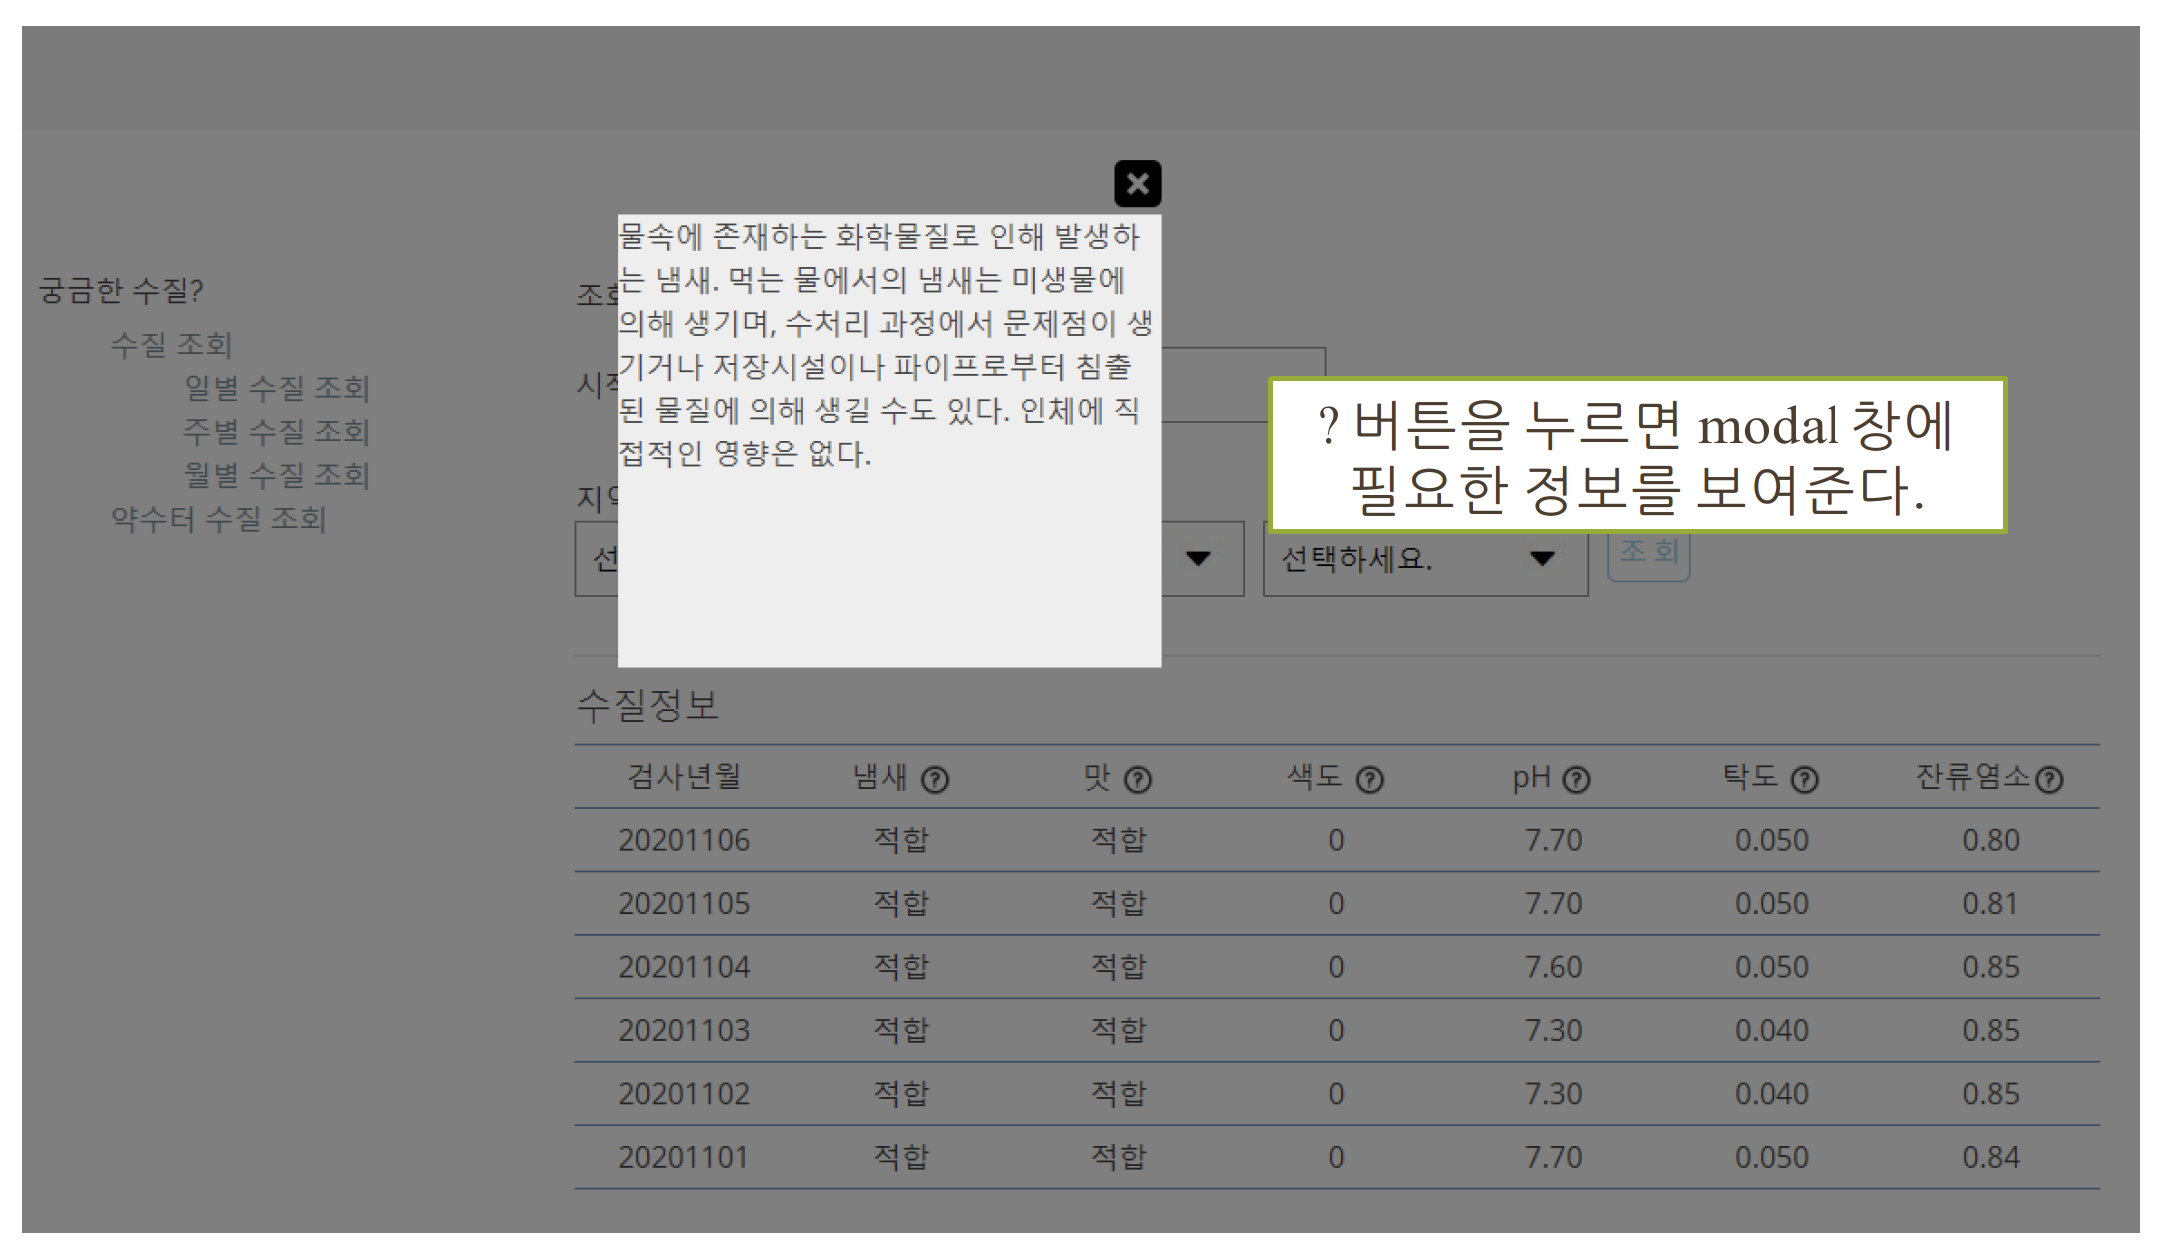 물속에 존재하는 화학물질로 인해 발생하
는 냄새. 먹는 물에서의 냄새는 미생물에
의해 생기며, 수처리 과정에서 문제점이 생
기거나 저장시설이나 파이프로부터 침출
된 물질에 의해 생길 수도 있다. 인체에 직
접적인 영향은 없다.
궁금한 수질?
수질 조회
일별 수질 조회
주별 수질 조회
월별 수질 조회
약수터 수질 조회
? 버튼을 누르면 modal 창에
필요한 정보를 보여준다.
선택하세요. 조 회
수질정보
검사년월 냄새 ? 맛 ? 색도 ? pH ? 탁도 ? 잔류염소 ?
20201106 적합 적합 0 7.70 0.050 0.80
20201105 적합 적합 0 7.70 0.050 0.81
20201104 적합 적합 0 7.60 0.050 0.85
20201103 적합 적합 0 7.30 0.040 0.85
20201102 적합 적합 0 7.30 0.040 0.85
20201101 적합 적합 0 7.70 0.050 0.84